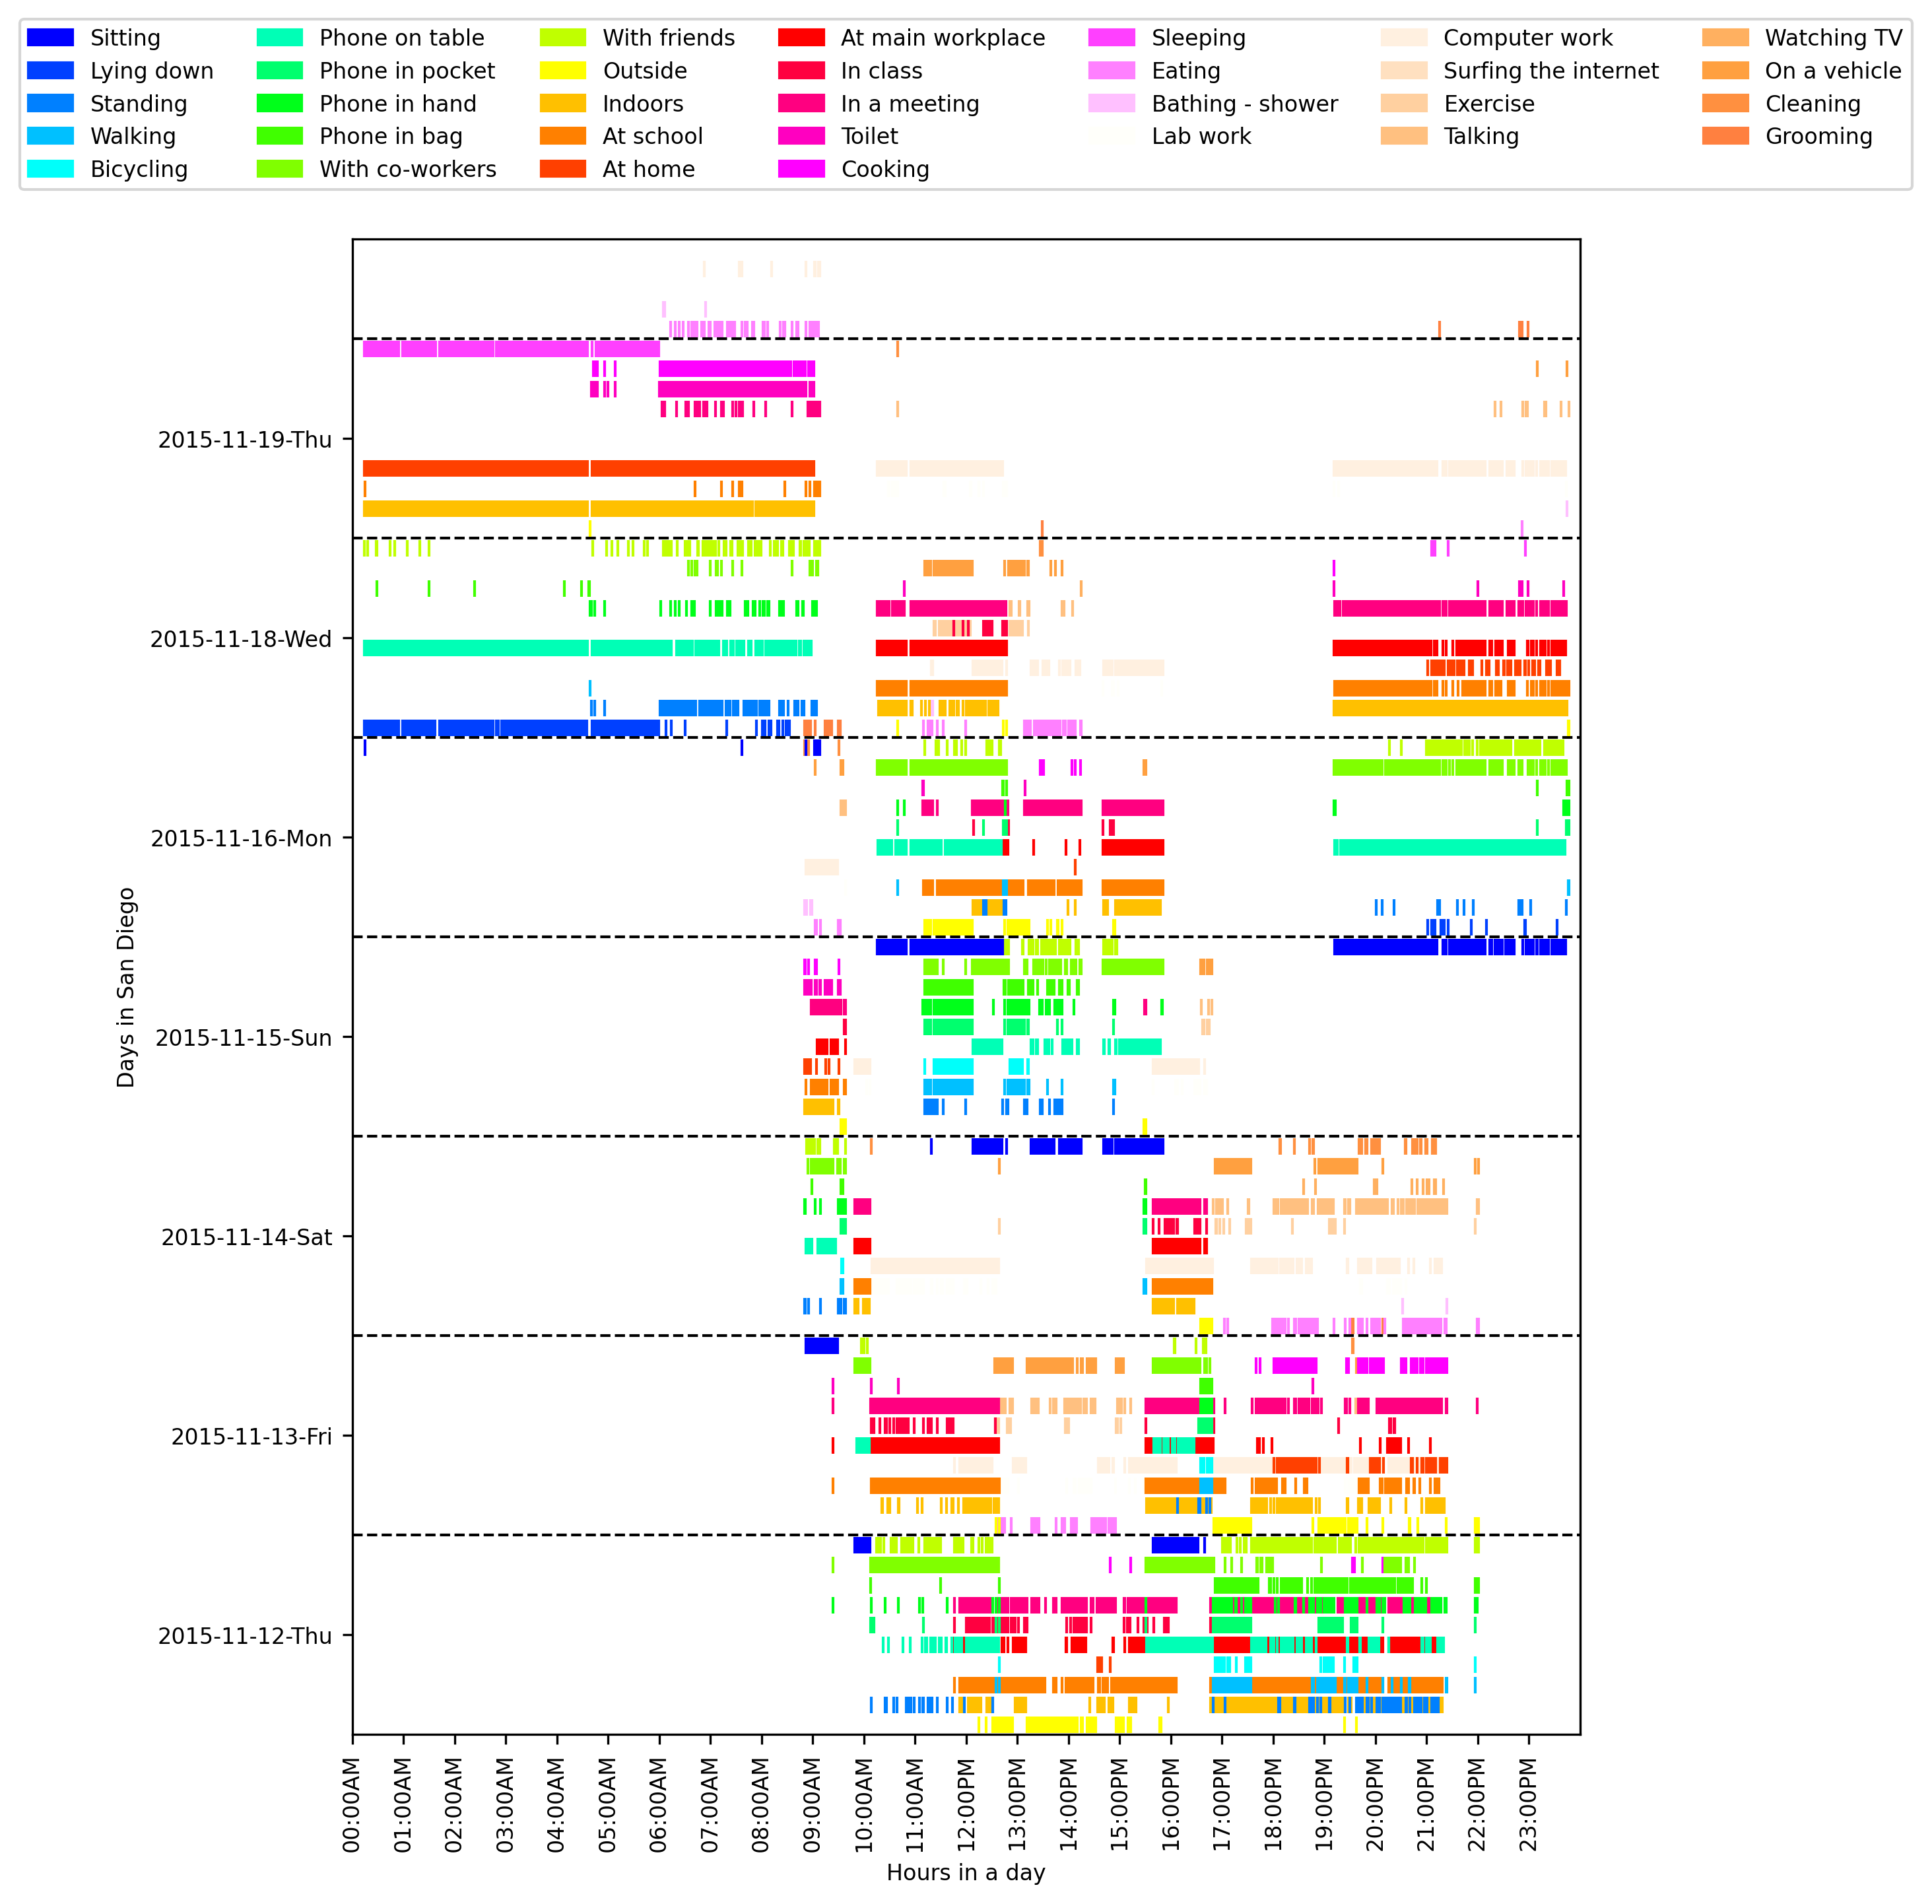 Sitting
Lying down
Standing
Walking
Bicycling
Phone on table
Phone in pocket
Phone in hand
Phone in bag
With co-workers
With friends
Outside
Indoors
At school
At home
At main workplace
In class
In a meeting
Toilet
Cooking
Sleeping
Eating
Bathing - shower
Lab work
Computer work
Surfing the internet
Exercise
Talking
Watching TV
On a vehicle
Cleaning
Grooming
Days in San Diego
2015-11-19-Thu
2015-11-18-Wed
2015-11-16-Mon
2015-11-15-Sun
2015-11-14-Sat
2015-11-13-Fri
2015-11-12-Thu
00:00AM
01:00AM
02:00AM
03:00AM
04:00AM
05:00AM
06:00AM
07:00AM
08:00AM
09:00AM
10:00AM
11:00AM
12:00PM
13:00PM
14:00PM
15:00PM
16:00PM
17:00PM
18:00PM
19:00PM
20:00PM
21:00PM
22:00PM
23:00PM
Hours in a day